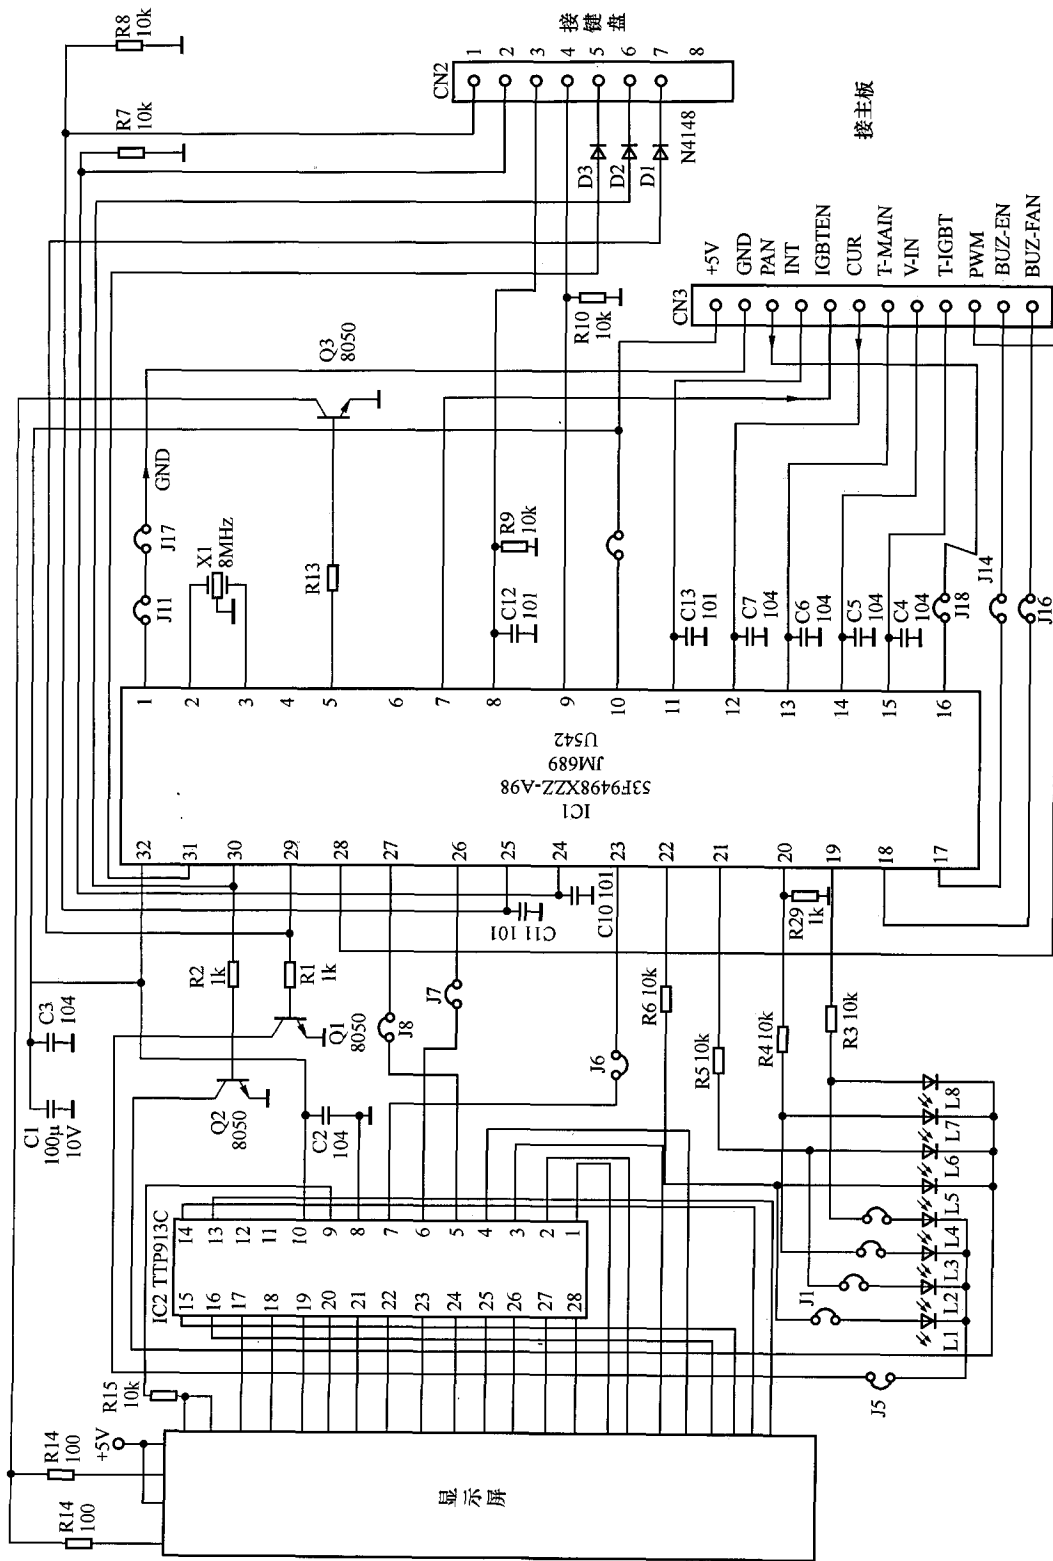 R8
10k
R7
10k
接键盘
CN2
1
2
3
4
5
6
7
8
D3
D2
D1
N4148
接主板
Q3
8050
R10
10k
CN3
+5V
GND
PAN
INT
IGBTEN
CUR
T-MAIN
V-IN
T-IGBT
PWM
BUZ-EN
BUZ-FAN
GND
J17
J11
X1
8MHz
R13
R9
10k
C12
101
C13
101
C7
104
C6
104
C5
104
C4
104
J18
J14
J16
1
2
3
4
5
6
7
8
9
10
11
12
13
14
15
16
IC1
53F9498XZZ-A98
JM689
U542
32
31
30
29
28
27
26
25
24
23
22
21
20
19
18
17
C3
104
C1
100μ
10V
R2
1k
R1
1k
Q1
8050
Q2
8050
C11 101
C10 101
J8
J7
J6
C2
104
R6 10k
R5 10k
R4 10k
R3 10k
R29
1k
IC2 TTP913C
14
13
12
11
10
9
8
7
6
5
4
3
2
1
15
16
17
18
19
20
21
22
23
24
25
26
27
28
J1
L1
L2
L3
L4
L5
L6
L7
L8
J5
R15
10k
+5V
R14
100
R14
100
显示屏